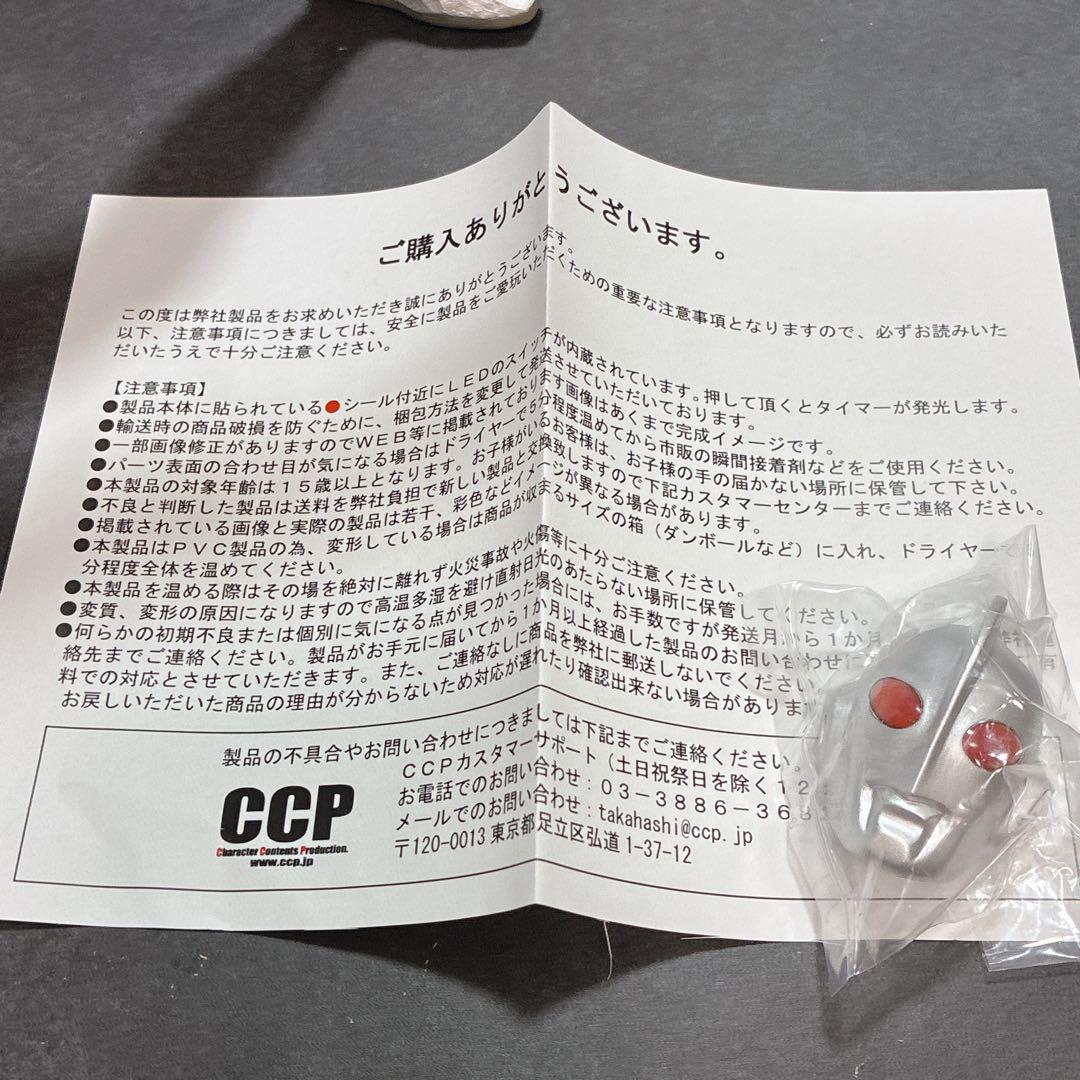 ご購入ありがとうございます。
この度は弊社製品をお求めいただき誠にありがとうございます。
以下、注意事項につきましては、安全に製品をご愛玩いただくための重要な注意事項となりますので、必ずお読みいた
だいたうえで十分ご注意ください。
【注意事項】
●製品本体に貼られている●シール付近にLEDのスイッチが内蔵されています。押して頂くとタイマーが発光します。
●輸送時の商品破損を防ぐために、梱包方法を変更して発送させていただいております。
●一部画像修正がありますのでWEB等に掲載されております画像はあくまで完成イメージです。
●パーツ表面の合わせ目が気になる場合はドライヤーで5分程度温めてから市販の瞬間接着剤などをご使用ください。
●本製品の対象年齢は15歳以上となります。お子様がいるお客様は、お子様の手の届かない場所に保管して下さい。
●不良と判断した製品は送料を弊社負担で新しい製品と交換致しますので下記カスタマーセンターまでご連絡ください。
●掲載されている画像と実際の製品は若干、彩色などイメージが異なる場合があります。
●本製品はPVC製品の為、変形している場合は商品が収まるサイズの箱（ダンボールなど）に入れ、ドライヤーで
分程度全体を温めてください。
●本製品を温める際はその場を絶対に離れず火災事故や火傷等に十分ご注意ください。
●変質、変形の原因になりますので高温多湿を避け直射日光のあたらない場所に保管してください。
●何らかの初期不良または個別に気になる点が見つかった場合には、お手数ですが発送月から1か月
絡先までご連絡ください。製品がお手元に届いてから1か月以上経過した製品のお問い合わせに
料での対応とさせていただきます。また、ご連絡なしに商品を弊社に郵送しないでください。
お戻しいただいた商品の理由が分からないため対応が遅れたり確認出来ない場合があります
製品の不具合やお問い合わせにつきましては下記までご連絡ください。
CCPカスタマーサポート（土日祝祭日を除く12
お電話でのお問い合わせ：03-3886-36
メールでのお問い合わせ：takahashi@ccp.jp
〒120-0013 東京都足立区弘道 1-37-12
CCP
Character Contents Production.
www.ccp.jp